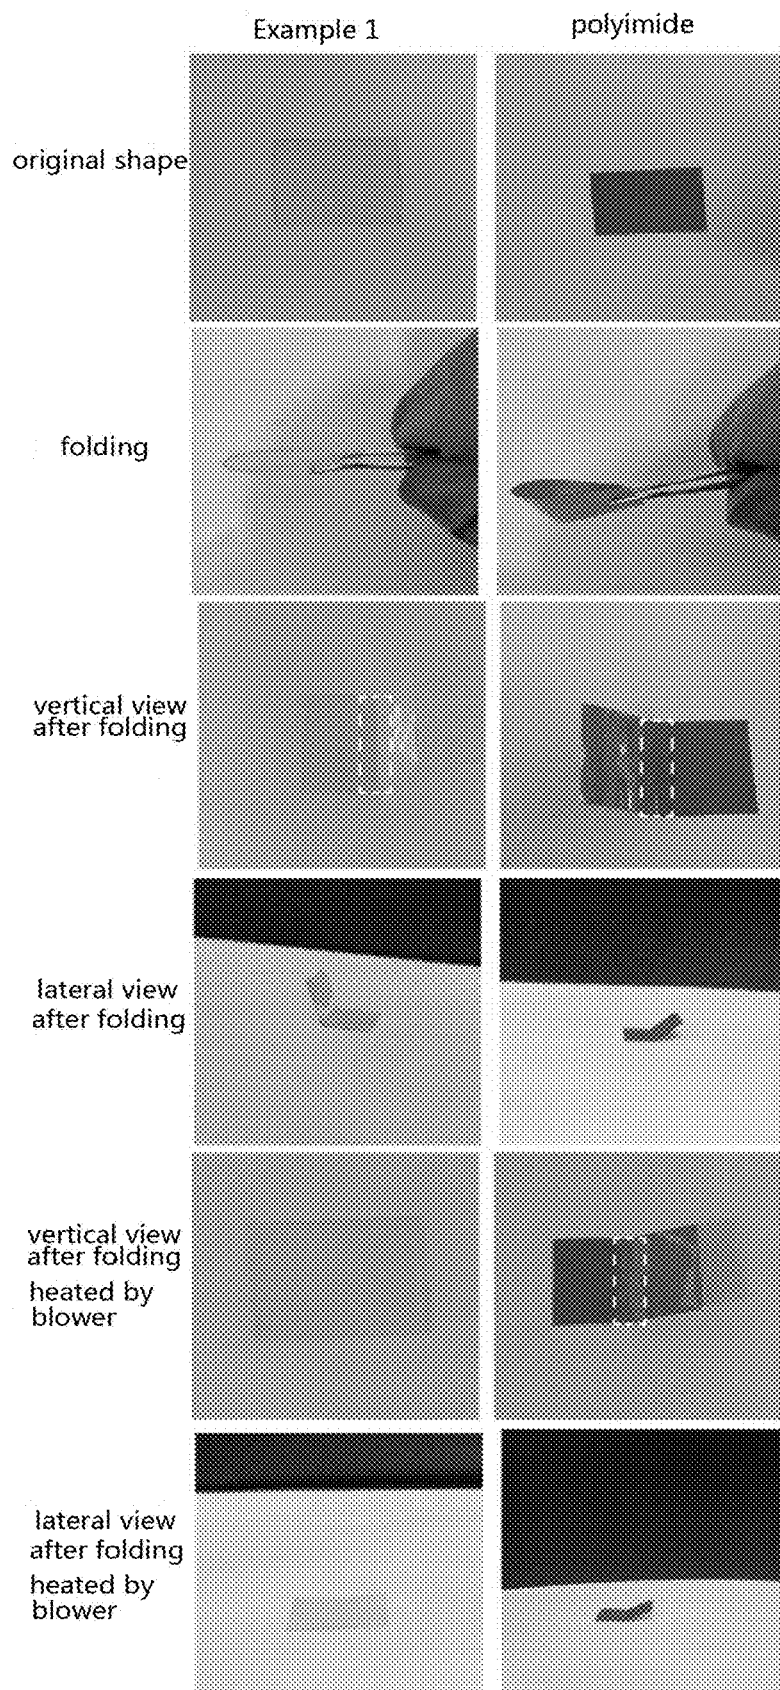 Example 1
polyimide
original shape
folding
vertical view
after folding
lateral view
after folding
vertical view
after folding
heated by
blower
lateral view
after folding
heated by
blower